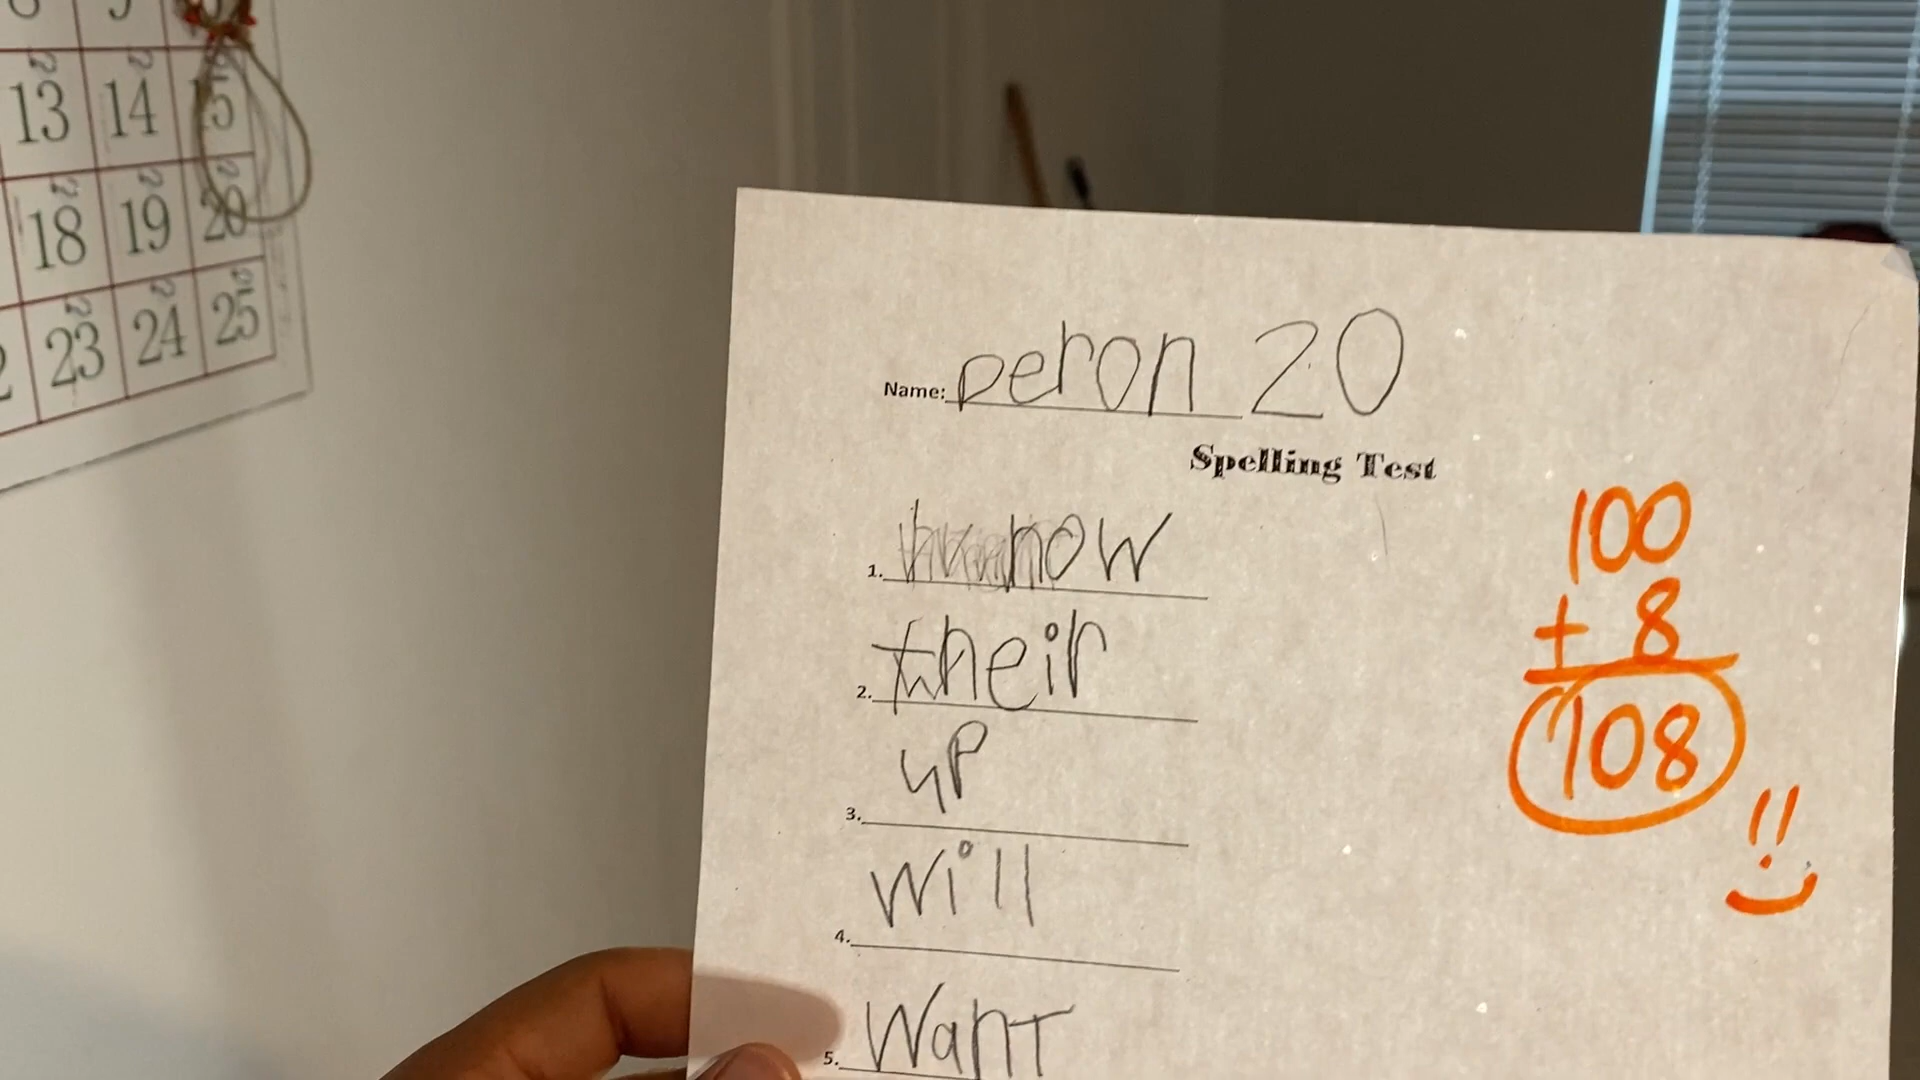 13 14 15
18 19 20
23 24 25
Name: Deron 20
Spelling Test
1. now
2. their
3. up
4. will
5. want
100
+ 8
108
!!